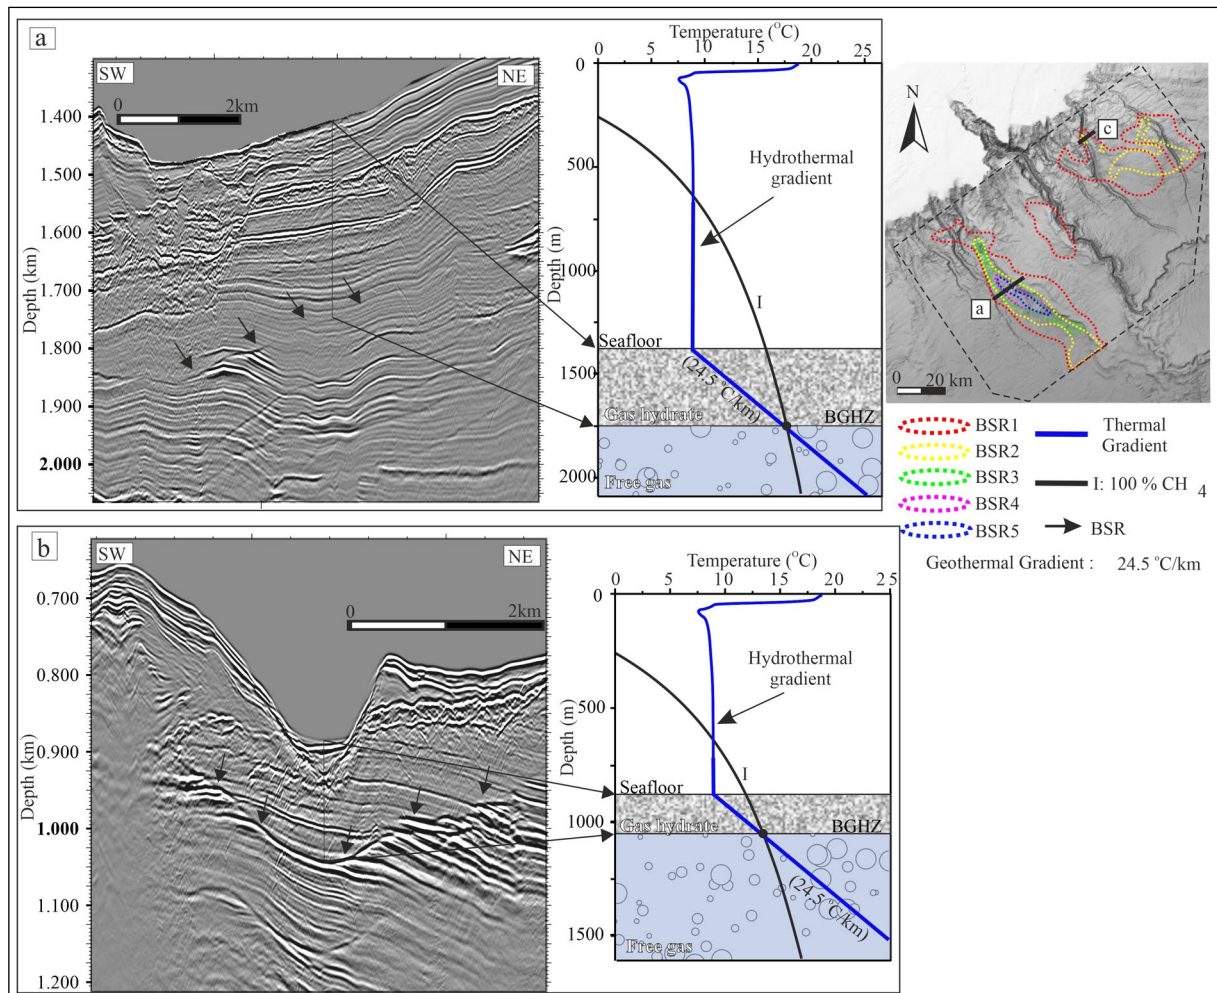 a
SW
NE
0
2km
Depth (km)
1.400
1.500
1.600
1.700
1.800
1.900
2.000
Temperature (°C)
0 5 10 15 20 25
Depth (m)
0
500
1000
1500
2000
Hydrothermal
gradient
I
Seafloor
(24.5 °C/km)
Gas hydrate
BGHZ
Free gas
N
c
a
0 20 km
BSR1
BSR2
BSR3
BSR4
BSR5
Thermal
Gradient
I: 100 % CH 4
BSR
Geothermal Gradient : 24.5 °C/km
b
SW
NE
0
2km
Depth (km)
0.700
0.800
0.900
1.000
1.100
1.200
Temperature (°C)
0 5 10 15 20 25
Depth (m)
0
500
1000
1500
Hydrothermal
gradient
I
Seafloor
Gas hydrate
BGHZ
(24.5 °C/km)
Free gas